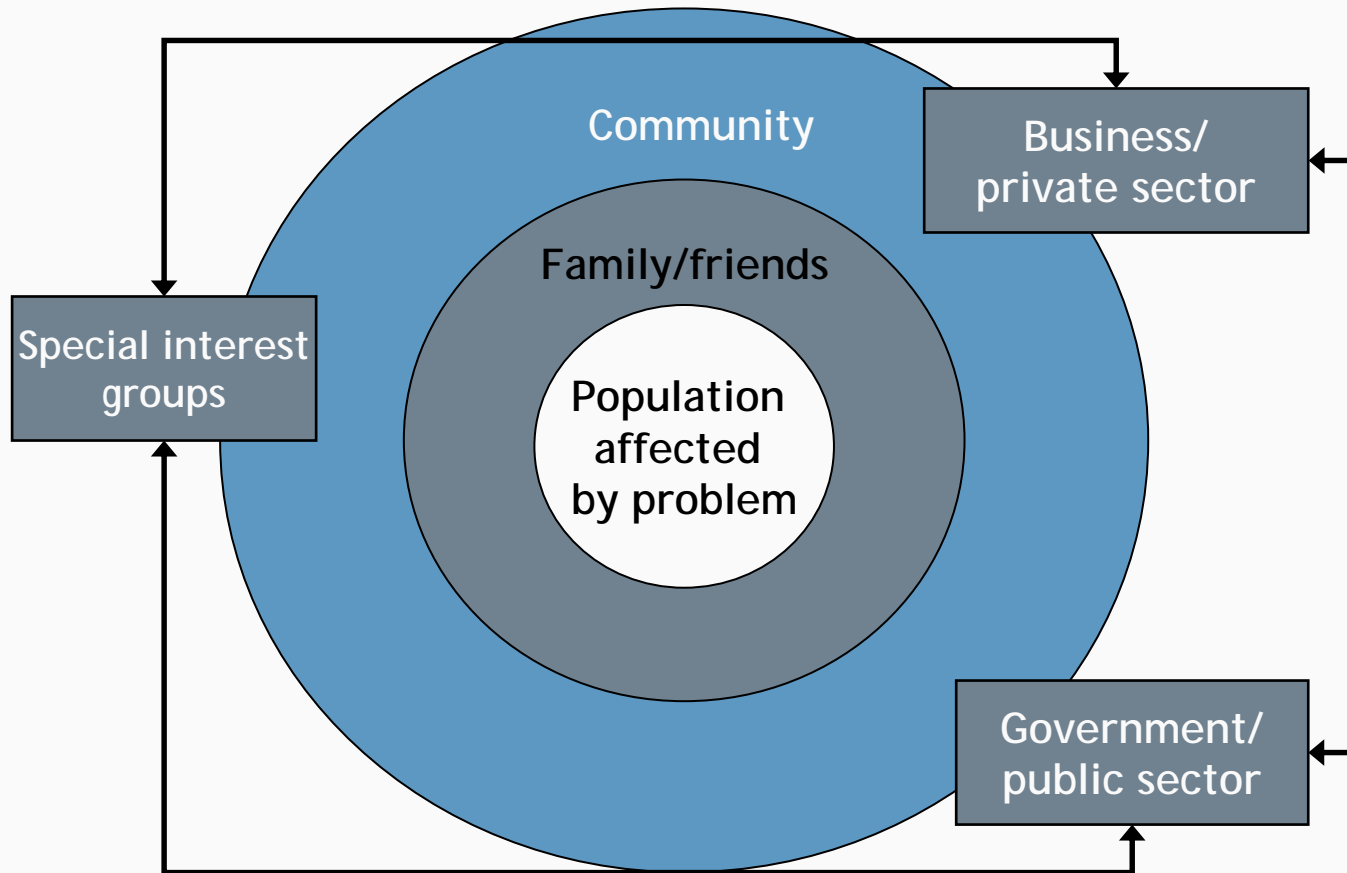 Community
Business/
private sector
Family/friends
Special interest
groups
Population
affected
by problem
Government/
public sector